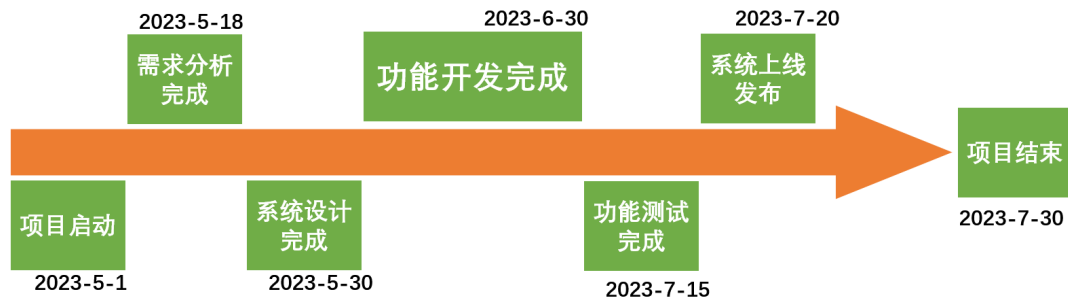 2023-5-18
需求分析
完成
2023-6-30
功能开发完成
2023-7-20
系统上线
发布
项目启动
2023-5-1
系统设计
完成
2023-5-30
功能测试
完成
2023-7-15
项目结束
2023-7-30